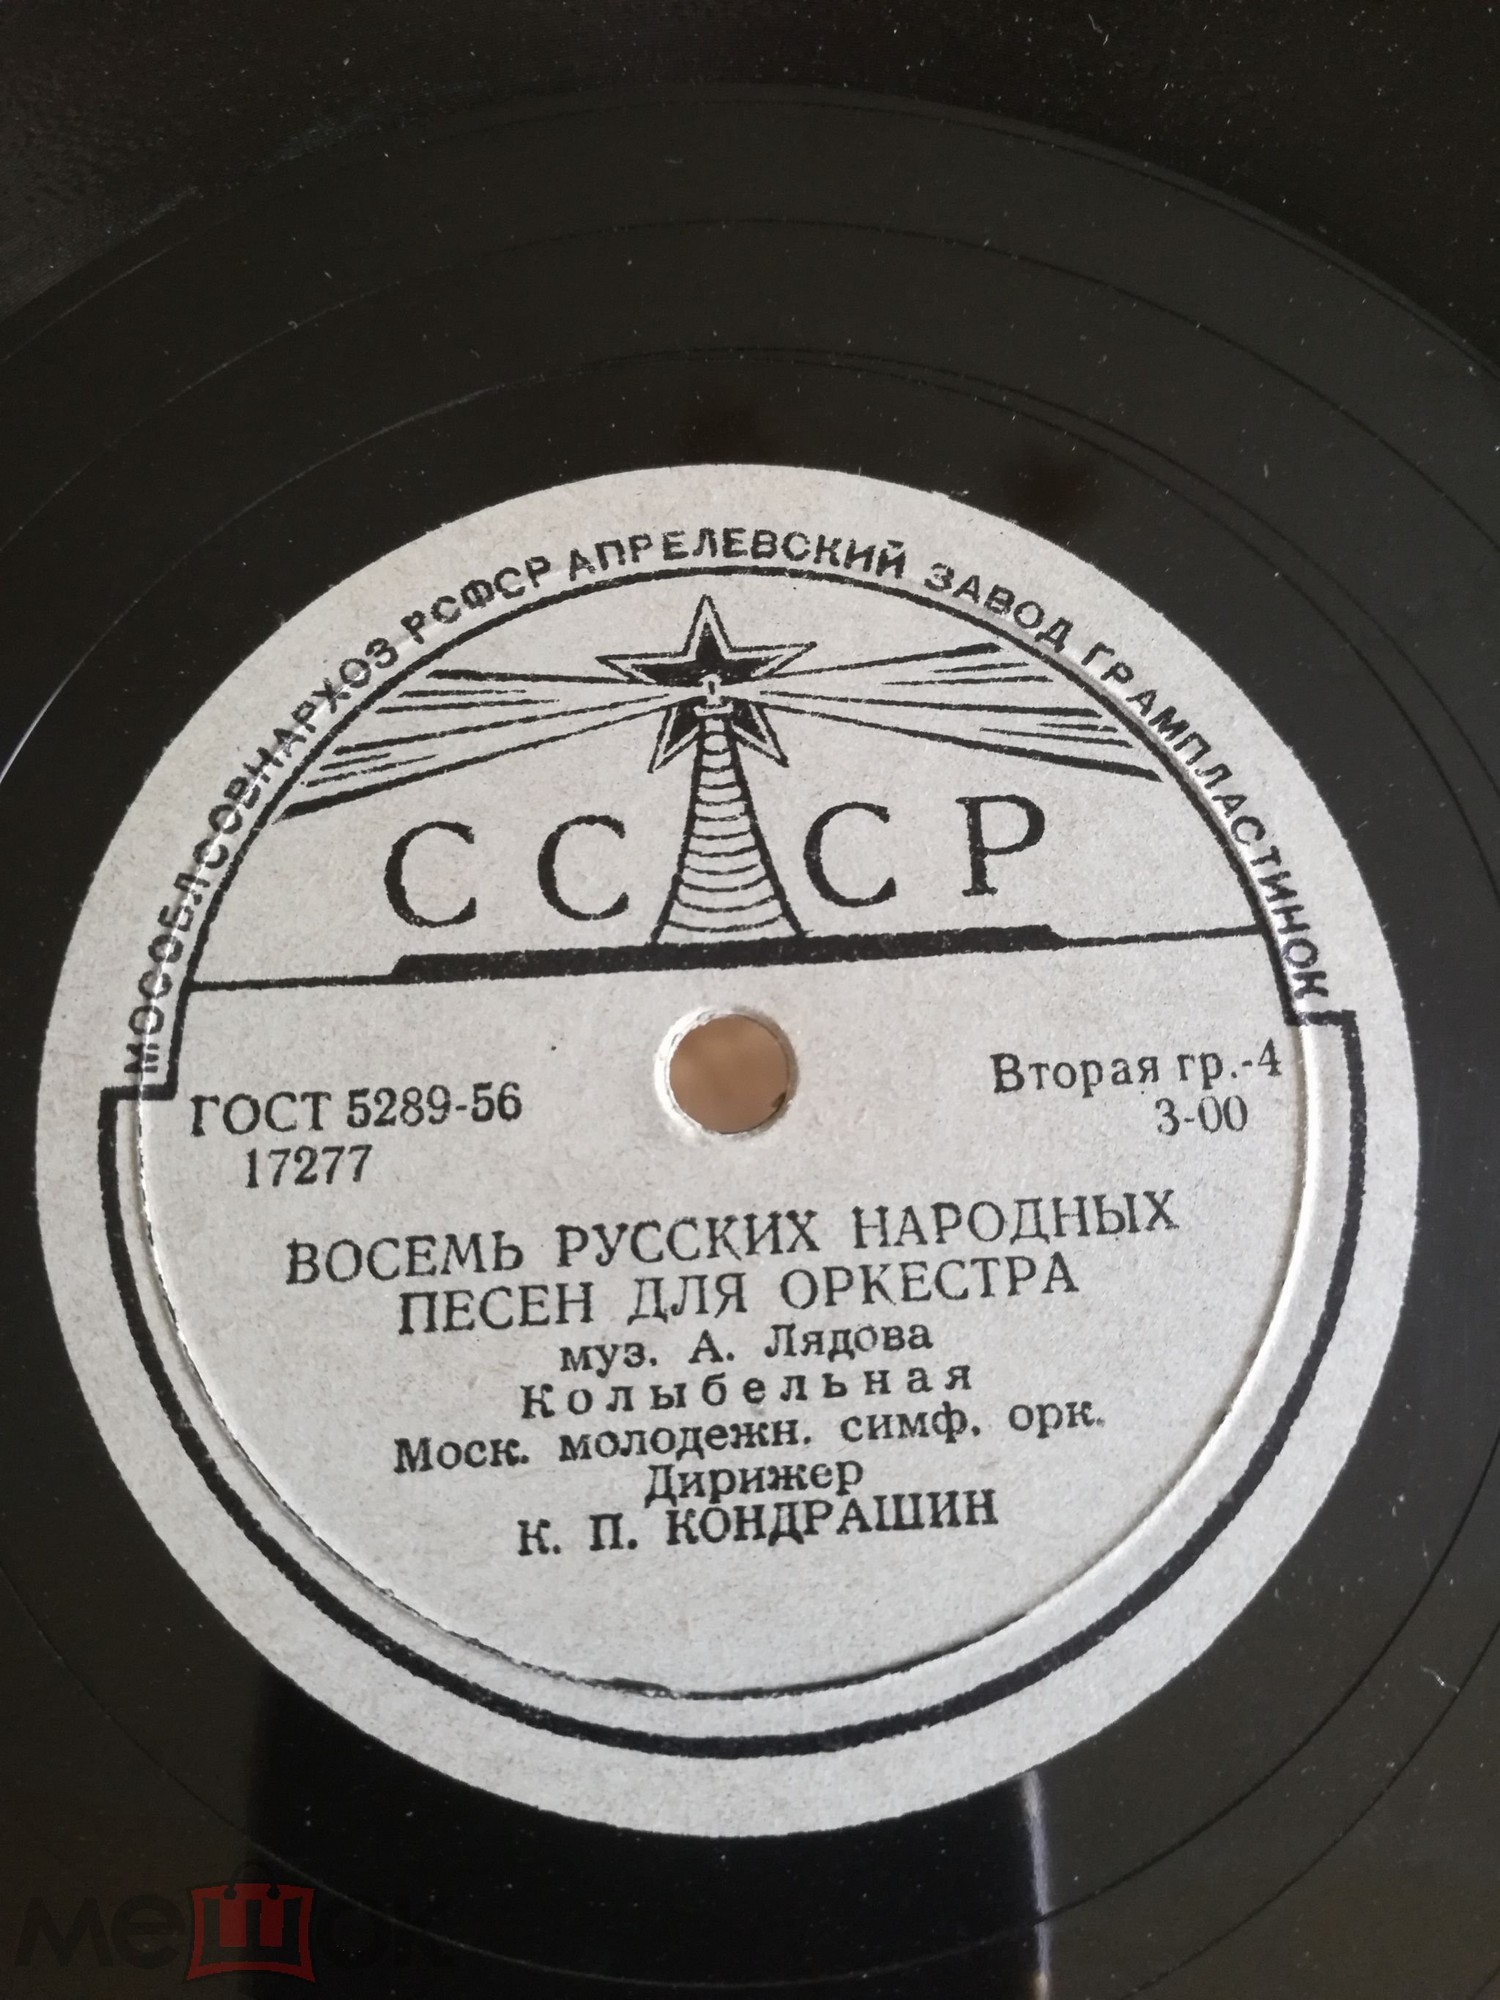 МОСОБЛСОВНАРХОЗ РСФСР АПРЕЛЕВСКИЙ ЗАВОД ГРАМПЛАСТИНОК
СССР
ГОСТ 5289-56
17277
Вторая гр.-4
3-00
ВОСЕМЬ РУССКИХ НАРОДНЫХ
ПЕСЕН ДЛЯ ОРКЕСТРА
муз. А. Лядова
Колыбельная
Моск. молодежн. симф. орк.
Дирижер
К. П. КОНДРАШИН
мешок